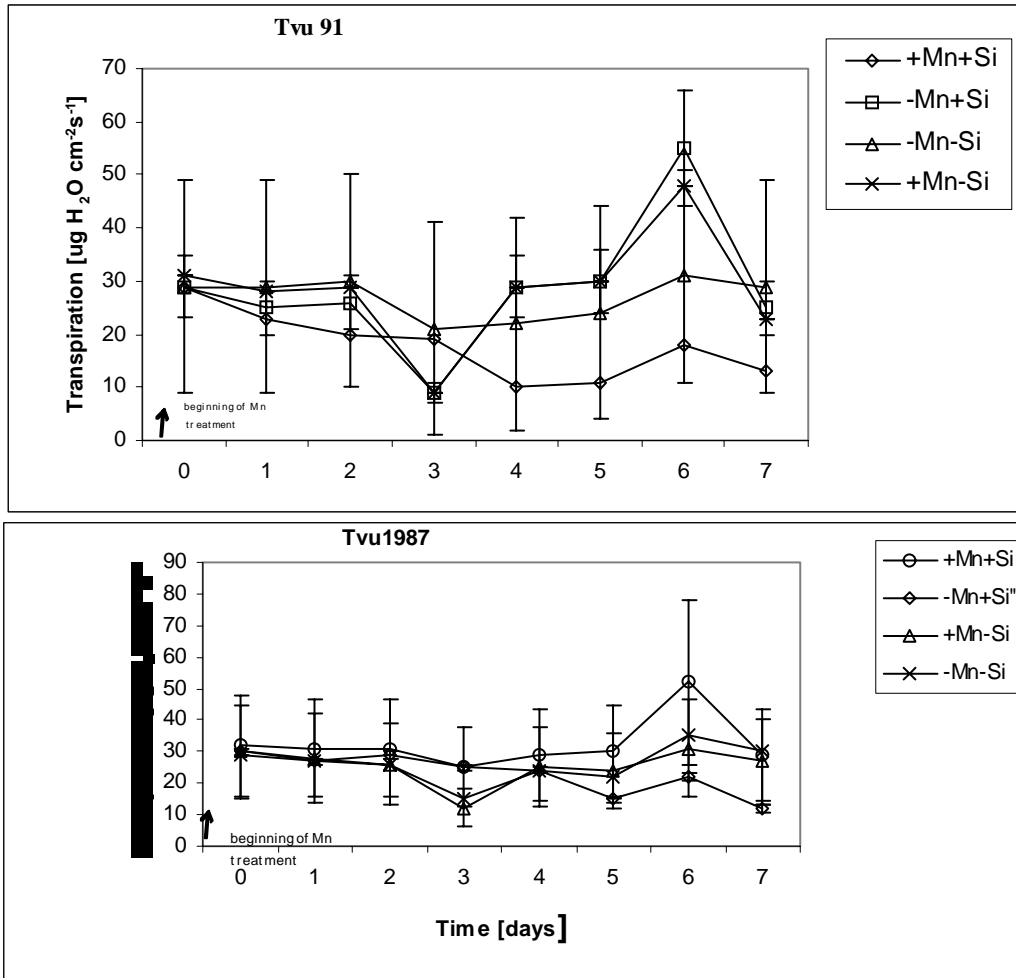 Tvu 91
Transpiration [ug H₂O cm⁻²s⁻¹]
70
60
50
40
30
20
10
0
beginning of Mn
treatment
0 1 2 3 4 5 6 7
+Mn+Si
-Mn+Si
-Mn-Si
+Mn-Si
Tvu1987
90
80
70
60
50
40
30
20
10
0
beginning of Mn
treatment
0 1 2 3 4 5 6 7
Time [days]
+Mn+Si
-Mn+Si"
+Mn-Si
-Mn-Si